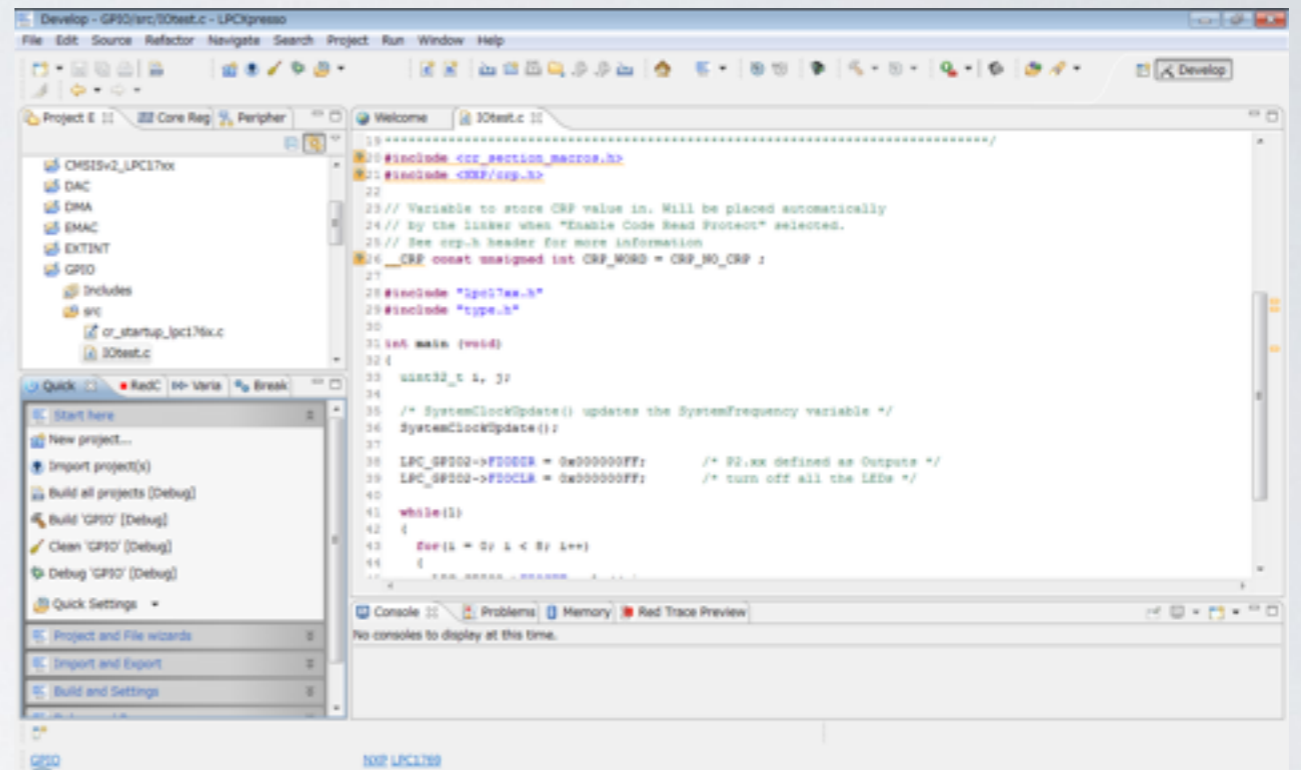 Develop - GPIO/src/IOtest.c - LPCXpresso
File Edit Source Refactor Navigate Search Project Run Window Help
Develop
Project E Core Reg Peripher
CMSISv2_LPC17xx
DAC
DMA
EMAC
EXTINT
GPIO
Includes
src
cr_startup_lpc176x.c
IOtest.c
Quick RedC Varia Break
Start here
New project...
Import project(s)
Build all projects [Debug]
Build 'GPIO' [Debug]
Clean 'GPIO' [Debug]
Debug 'GPIO' [Debug]
Quick Settings
Project and File wizards
Import and Export
Build and Settings
Welcome IOtest.c
19 ***************************************************************************/
20 #include <cr_section_macros.h>
21 #include <NXP/crp.h>
22
23 // Variable to store CRP value in. Will be placed automatically
24 // by the linker when "Enable Code Read Protect" selected.
25 // See crp.h header for more information
26 __CRP const unsigned int CRP_WORD = CRP_NO_CRP ;
27
28 #include "lpc17xx.h"
29 #include "type.h"
30
31 int main (void)
32 {
33 uint32_t i, j;
34
35 /* SystemClockUpdate() updates the SystemFrequency variable */
36 SystemClockUpdate();
37
38 LPC_GPIO2->FIODIR = 0x000000FF; /* P2.xx defined as Outputs */
39 LPC_GPIO2->FIOCLR = 0x000000FF; /* turn off all the LEDs */
40
41 while(1)
42 {
43 for(i = 0; i < 8; i++)
44 {
Console Problems Memory Red Trace Preview
No consoles to display at this time.
GPIO
NXP LPC1769